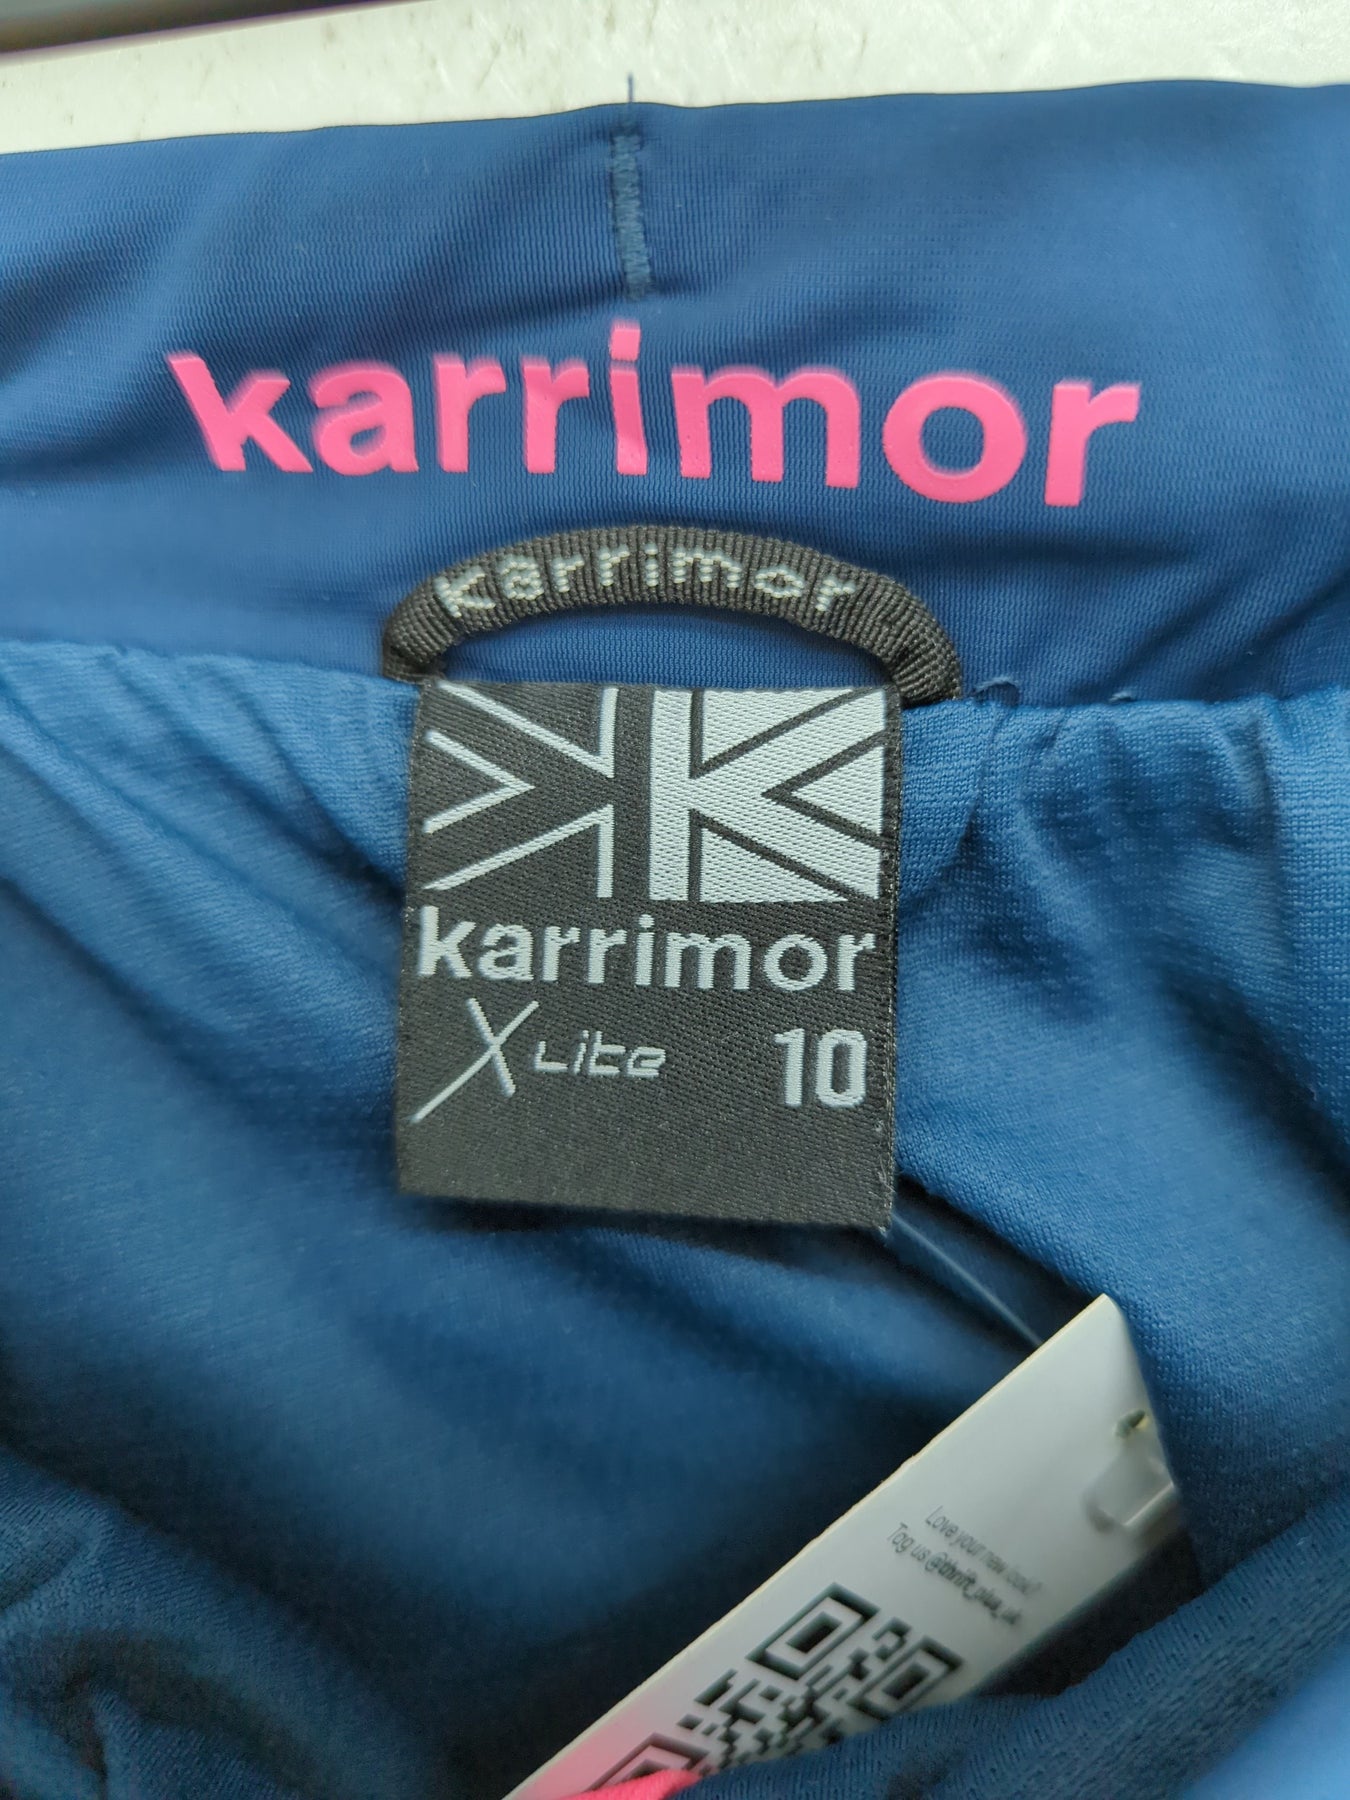 karrimor
karrimor
karrimor
X Lite 10
Love your new look?
Tag us @thrift_plus_uk